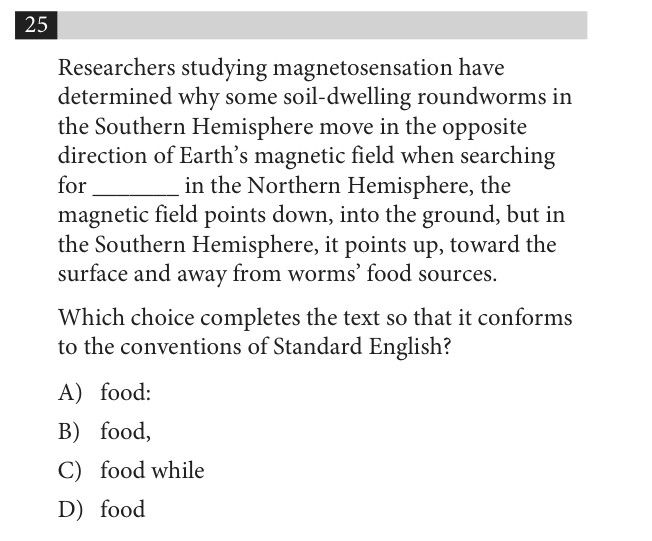 25
Researchers studying magnetosensation have
determined why some soil-dwelling roundworms in
the Southern Hemisphere move in the opposite
direction of Earth’s magnetic field when searching
for _______ in the Northern Hemisphere, the
magnetic field points down, into the ground, but in
the Southern Hemisphere, it points up, toward the
surface and away from worms’ food sources.
Which choice completes the text so that it conforms
to the conventions of Standard English?
A) food:
B) food,
C) food while
D) food